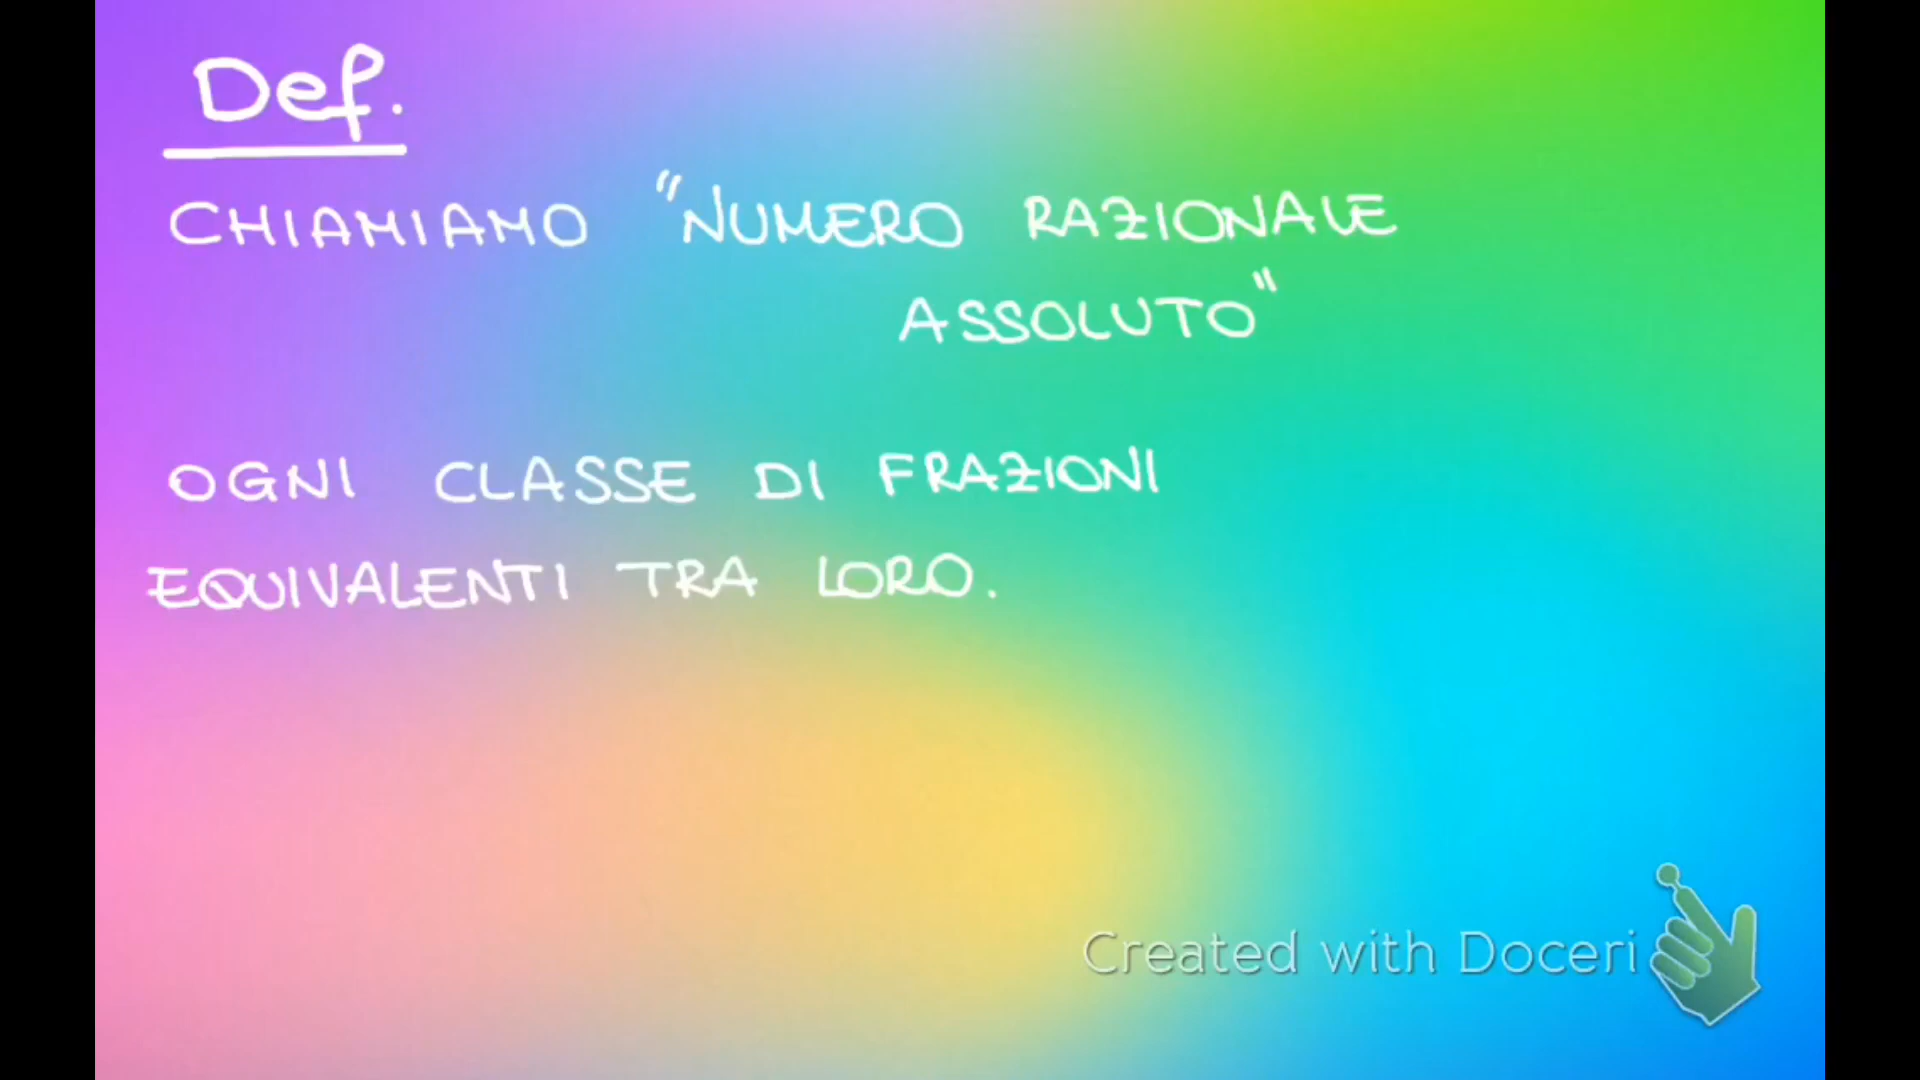 Def.
CHIAMIAMO "NUMERO RAZIONALE
ASSOLUTO"
OGNI CLASSE DI FRAZIONI
EQUIVALENTI TRA LORO.
Created with Doceri